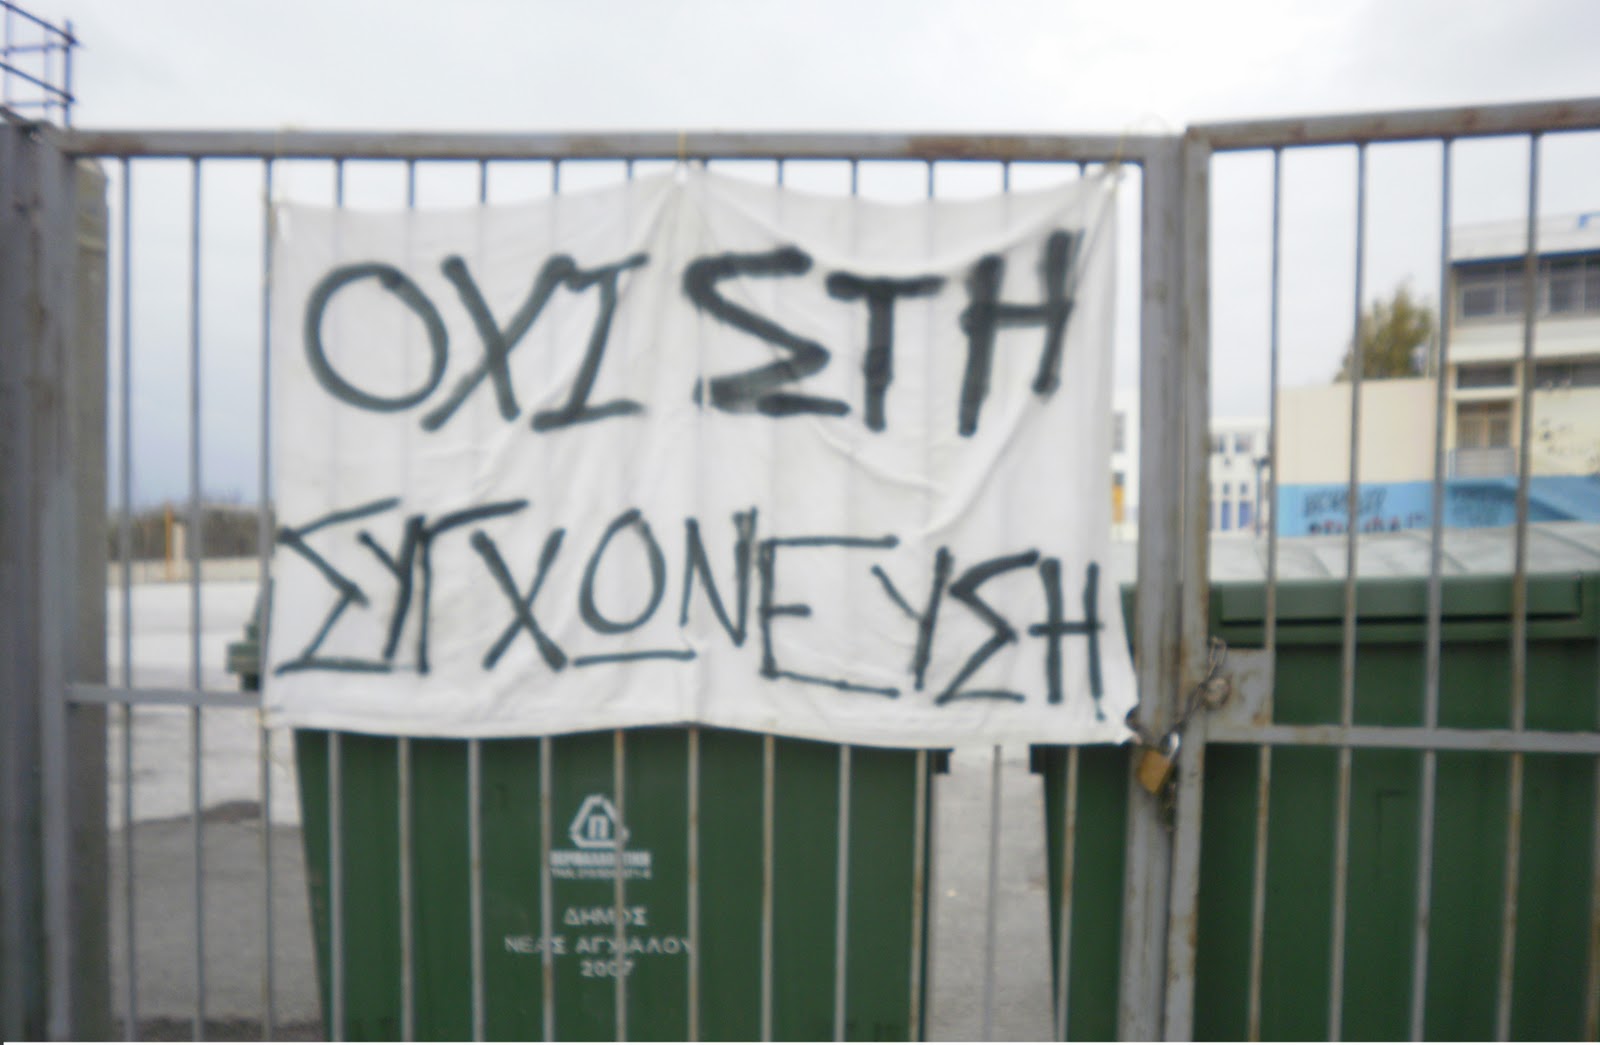 ΟΧΙ ΣΤΗ
ΣΥΓΧΩΝΕΥΣΗ
Π
ΔΗΜΟΣ
ΝΕΑΣ ΑΓΧΙΑΛΟΥ
2007